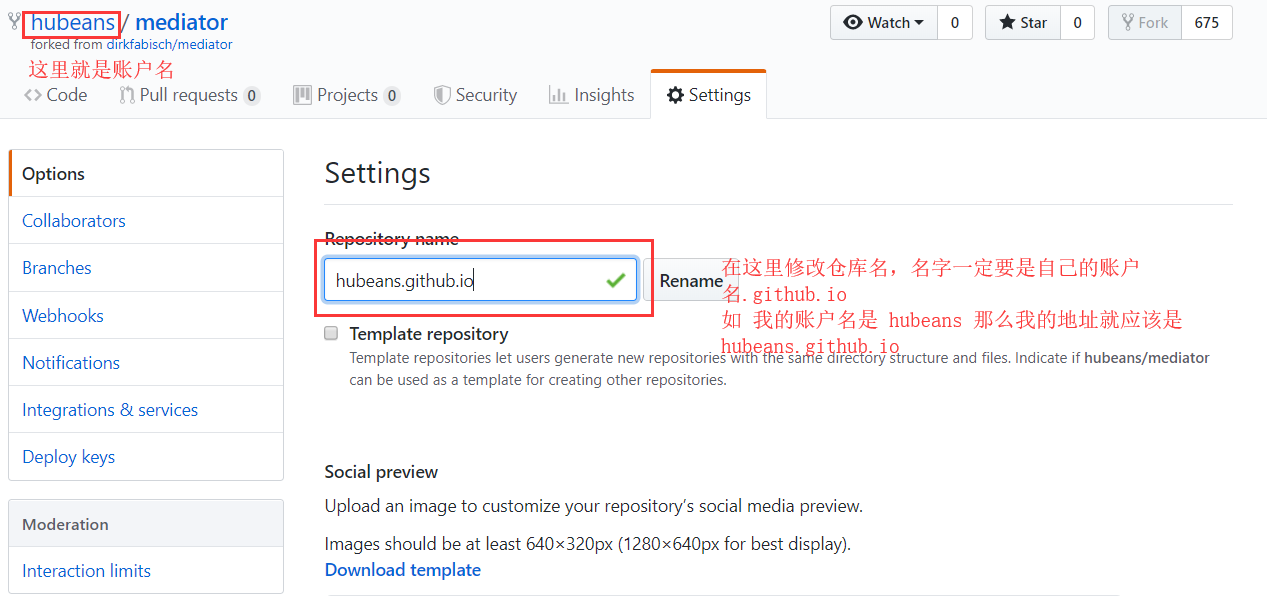 hubeans / mediator
Watch 0
Star 0
Fork 675
forked from dirkfabisch/mediator
这里就是账户名
Code
Pull requests 0
Projects 0
Security
Insights
Settings
Options
Collaborators
Branches
Webhooks
Notifications
Integrations & services
Deploy keys
Moderation
Interaction limits
Settings
Repository name
hubeans.github.io
Rename
在这里修改仓库名，名字一定要是自己的账户
名.github.io
如 我的账户名是 hubeans 那么我的地址就应该是
hubeans.github.io
Template repository
Template repositories let users generate new repositories with the same directory structure and files. Indicate if hubeans/mediator
can be used as a template for creating other repositories.
Social preview
Upload an image to customize your repository’s social media preview.
Images should be at least 640×320px (1280×640px for best display).
Download template